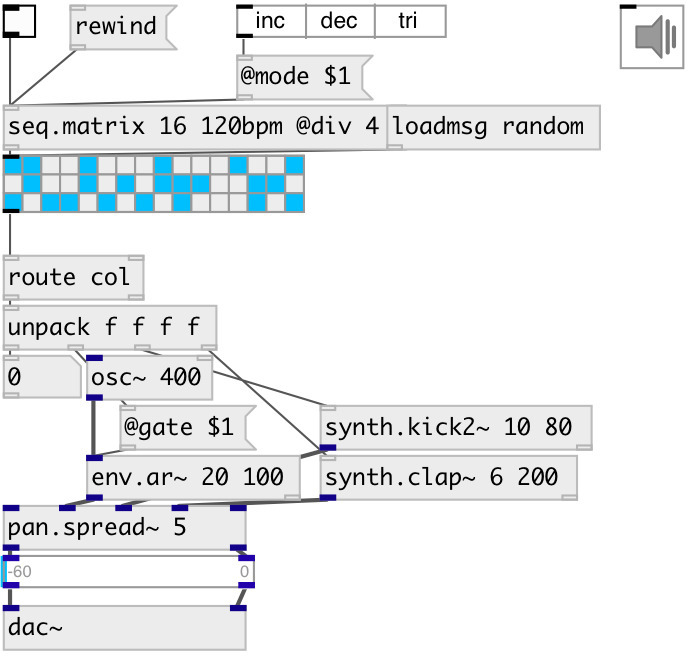 rewind
inc dec tri
@mode $1
seq.matrix 16 120bpm @div 4 loadmsg random
route col
unpack f f f f
0 osc~ 400
@gate $1 synth.kick2~ 10 80
env.ar~ 20 100 synth.clap~ 6 200
pan.spread~ 5
-60 0
dac~